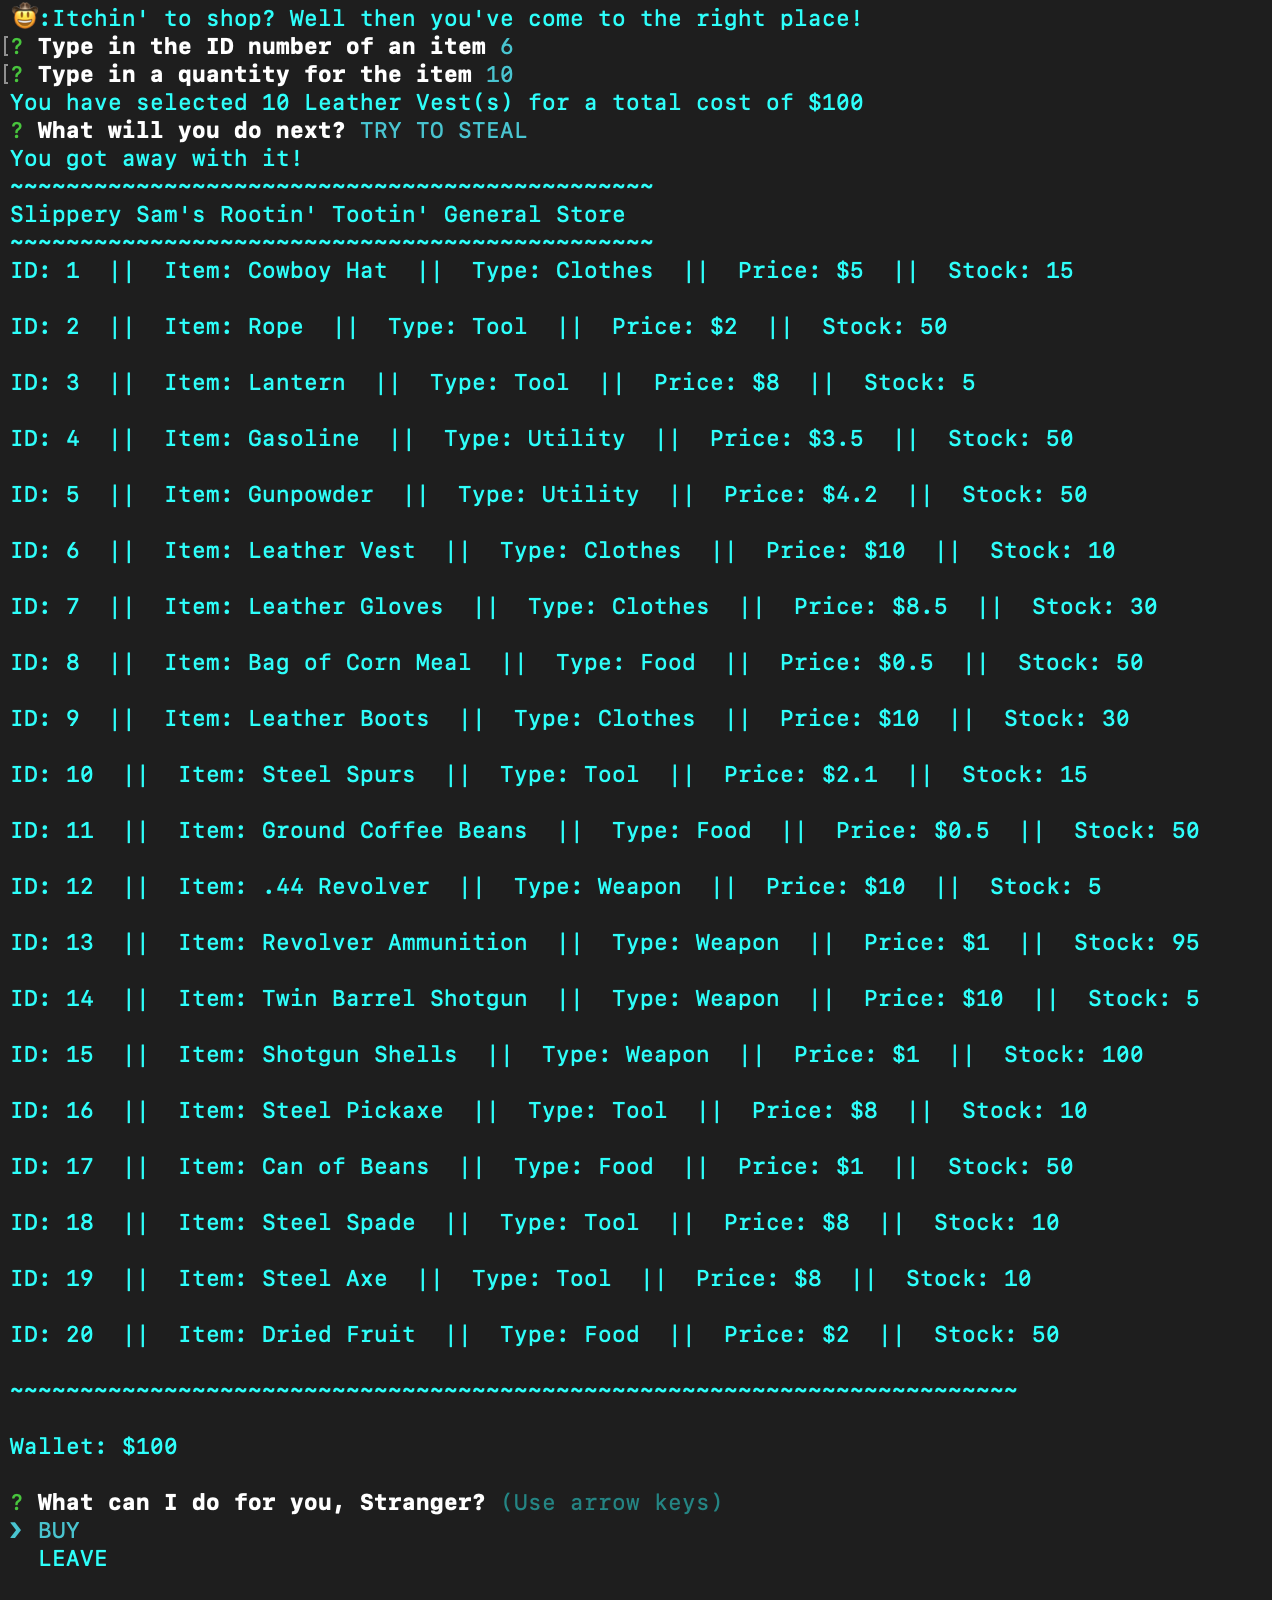 🤠:Itchin' to shop? Well then you've come to the right place!
[? Type in the ID number of an item 6
[? Type in a quantity for the item 10
You have selected 10 Leather Vest(s) for a total cost of $100
? What will you do next? TRY TO STEAL
You got away with it!
~~~~~~~~~~~~~~~~~~~~~~~~~~~~~~~~~~~~~~~~~~~~~~
Slippery Sam's Rootin' Tootin' General Store
~~~~~~~~~~~~~~~~~~~~~~~~~~~~~~~~~~~~~~~~~~~~~~
ID: 1  ||  Item: Cowboy Hat  ||  Type: Clothes  ||  Price: $5  ||  Stock: 15
ID: 2  ||  Item: Rope  ||  Type: Tool  ||  Price: $2  ||  Stock: 50
ID: 3  ||  Item: Lantern  ||  Type: Tool  ||  Price: $8  ||  Stock: 5
ID: 4  ||  Item: Gasoline  ||  Type: Utility  ||  Price: $3.5  ||  Stock: 50
ID: 5  ||  Item: Gunpowder  ||  Type: Utility  ||  Price: $4.2  ||  Stock: 50
ID: 6  ||  Item: Leather Vest  ||  Type: Clothes  ||  Price: $10  ||  Stock: 10
ID: 7  ||  Item: Leather Gloves  ||  Type: Clothes  ||  Price: $8.5  ||  Stock: 30
ID: 8  ||  Item: Bag of Corn Meal  ||  Type: Food  ||  Price: $0.5  ||  Stock: 50
ID: 9  ||  Item: Leather Boots  ||  Type: Clothes  ||  Price: $10  ||  Stock: 30
ID: 10  ||  Item: Steel Spurs  ||  Type: Tool  ||  Price: $2.1  ||  Stock: 15
ID: 11  ||  Item: Ground Coffee Beans  ||  Type: Food  ||  Price: $0.5  ||  Stock: 50
ID: 12  ||  Item: .44 Revolver  ||  Type: Weapon  ||  Price: $10  ||  Stock: 5
ID: 13  ||  Item: Revolver Ammunition  ||  Type: Weapon  ||  Price: $1  ||  Stock: 95
ID: 14  ||  Item: Twin Barrel Shotgun  ||  Type: Weapon  ||  Price: $10  ||  Stock: 5
ID: 15  ||  Item: Shotgun Shells  ||  Type: Weapon  ||  Price: $1  ||  Stock: 100
ID: 16  ||  Item: Steel Pickaxe  ||  Type: Tool  ||  Price: $8  ||  Stock: 10
ID: 17  ||  Item: Can of Beans  ||  Type: Food  ||  Price: $1  ||  Stock: 50
ID: 18  ||  Item: Steel Spade  ||  Type: Tool  ||  Price: $8  ||  Stock: 10
ID: 19  ||  Item: Steel Axe  ||  Type: Tool  ||  Price: $8  ||  Stock: 10
ID: 20  ||  Item: Dried Fruit  ||  Type: Food  ||  Price: $2  ||  Stock: 50
~~~~~~~~~~~~~~~~~~~~~~~~~~~~~~~~~~~~~~~~~~~~~~~~~~~~~~~~~~~~~~~~~~~~~~~~
Wallet: $100
? What can I do for you, Stranger? (Use arrow keys)
❯ BUY
LEAVE